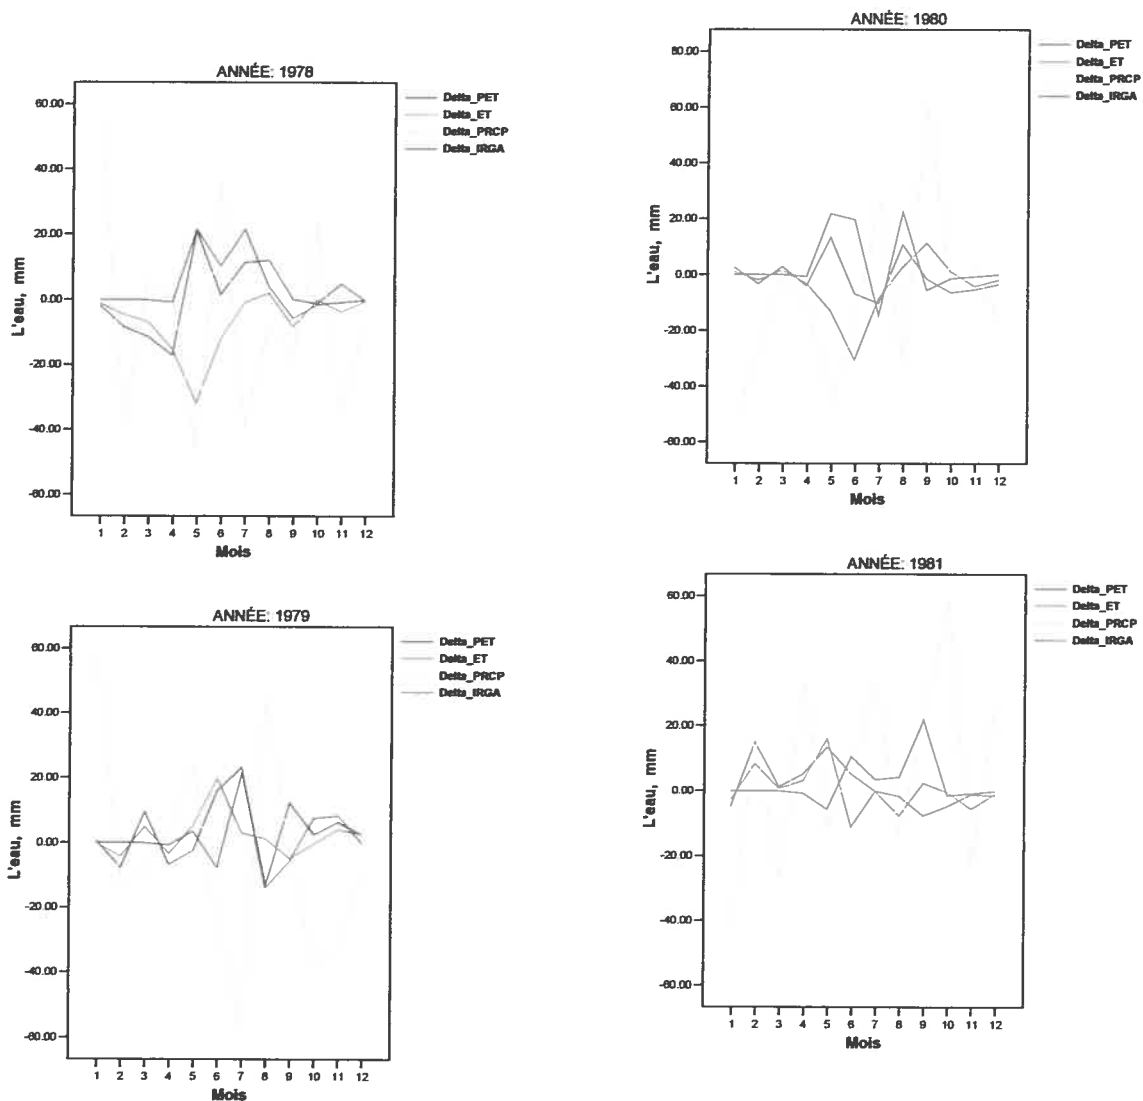 ANNÉE: 1978
60.00
40.00
20.00
0.00
-20.00
-40.00
-60.00
L'eau, mm
1 2 3 4 5 6 7 8 9 10 11 12
Mois
Delta_PET
Delta_ET
Delta_PRCP
Delta_IRGA
ANNÉE: 1980
80.00
60.00
40.00
20.00
0.00
-20.00
-40.00
-60.00
L'eau, mm
1 2 3 4 5 6 7 8 9 10 11 12
Mois
Delta_PET
Delta_ET
Delta_PRCP
Delta_IRGA
ANNÉE: 1979
60.00
40.00
20.00
0.00
-20.00
-40.00
-60.00
L'eau, mm
1 2 3 4 5 6 7 8 9 10 11 12
Mois
Delta_PET
Delta_ET
Delta_PRCP
Delta_IRGA
ANNÉE: 1981
60.00
40.00
20.00
0.00
-20.00
-40.00
-60.00
L'eau, mm
1 2 3 4 5 6 7 8 9 10 11 12
Mois
Delta_PET
Delta_ET
Delta_PRCP
Delta_IRGA